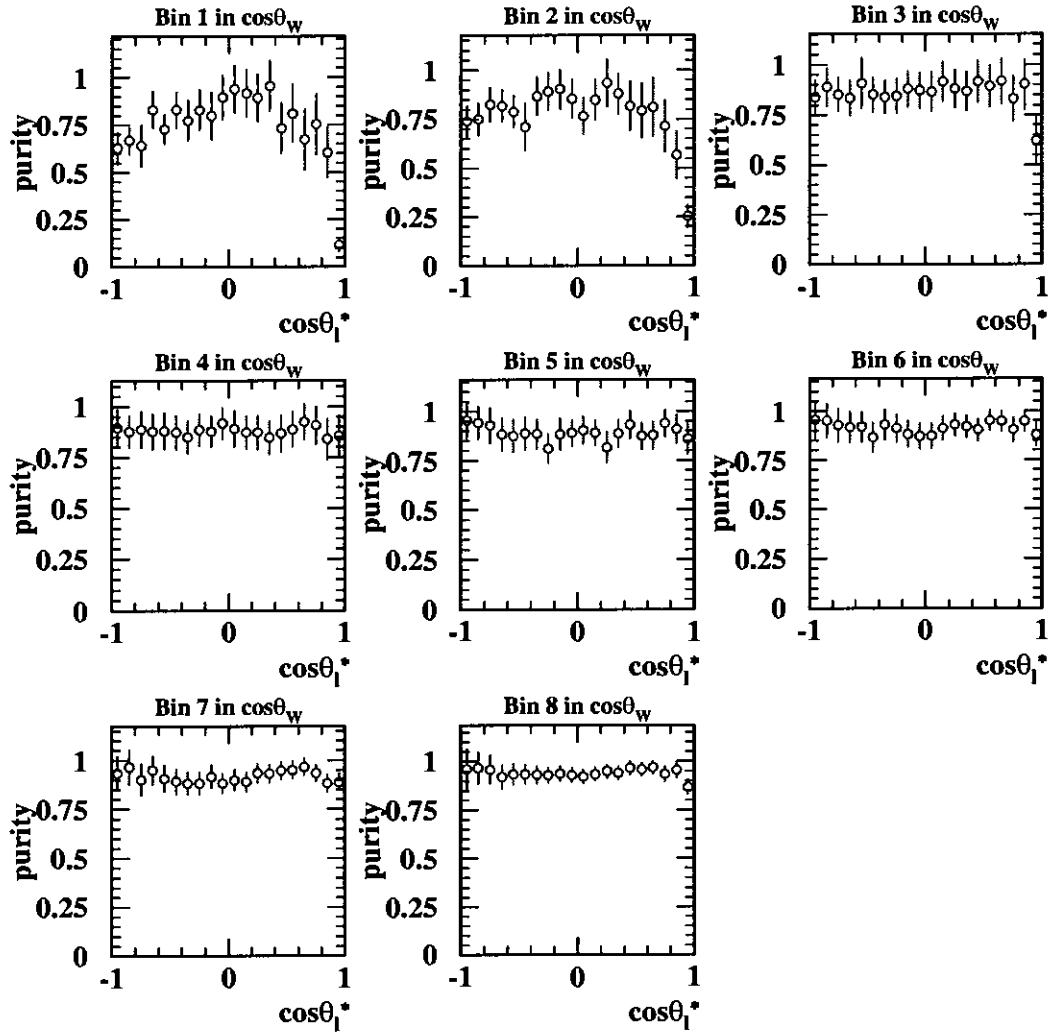 Bin 1 in cosθW
purity
1
0.75
0.5
0.25
0
-1
0
1
cosθl*
Bin 2 in cosθW
purity
1
0.75
0.5
0.25
0
-1
0
1
cosθl*
Bin 3 in cosθW
purity
1
0.75
0.5
0.25
0
-1
0
1
cosθl*
Bin 4 in cosθW
purity
1
0.75
0.5
0.25
0
-1
0
1
cosθl*
Bin 5 in cosθW
purity
1
0.75
0.5
0.25
0
-1
0
1
cosθl*
Bin 6 in cosθW
purity
1
0.75
0.5
0.25
0
-1
0
1
cosθl*
Bin 7 in cosθW
purity
1
0.75
0.5
0.25
0
-1
0
1
cosθl*
Bin 8 in cosθW
purity
1
0.75
0.5
0.25
0
-1
0
1
cosθl*